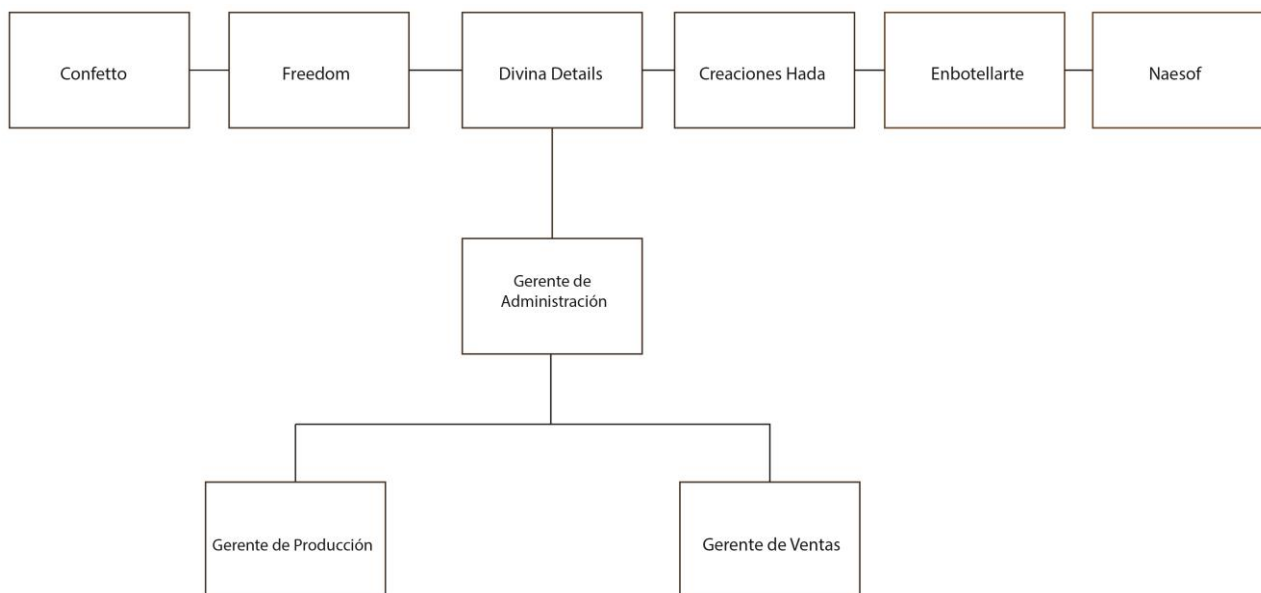 Confetto
Freedom
Divina Details
Creaciones Hada
Enbotellarte
Naesof
Gerente de
Administración
Gerente de Producción
Gerente de Ventas